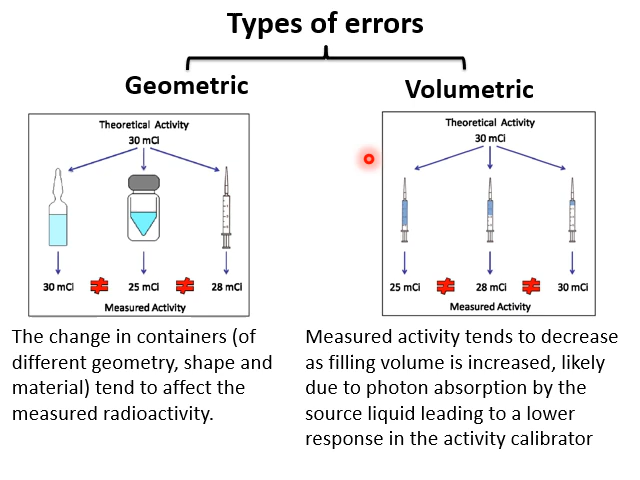 Types of errors
Geometric
Volumetric
Theoretical Activity
30 mCi
30 mCi ≠ 25 mCi ≠ 28 mCi
Measured Activity
Theoretical Activity
30 mCi
25 mCi ≠ 28 mCi ≠ 30 mCi
Measured Activity
The change in containers (of
different geometry, shape and
material) tend to affect the
measured radioactivity.
Measured activity tends to decrease
as filling volume is increased, likely
due to photon absorption by the
source liquid leading to a lower
response in the activity calibrator